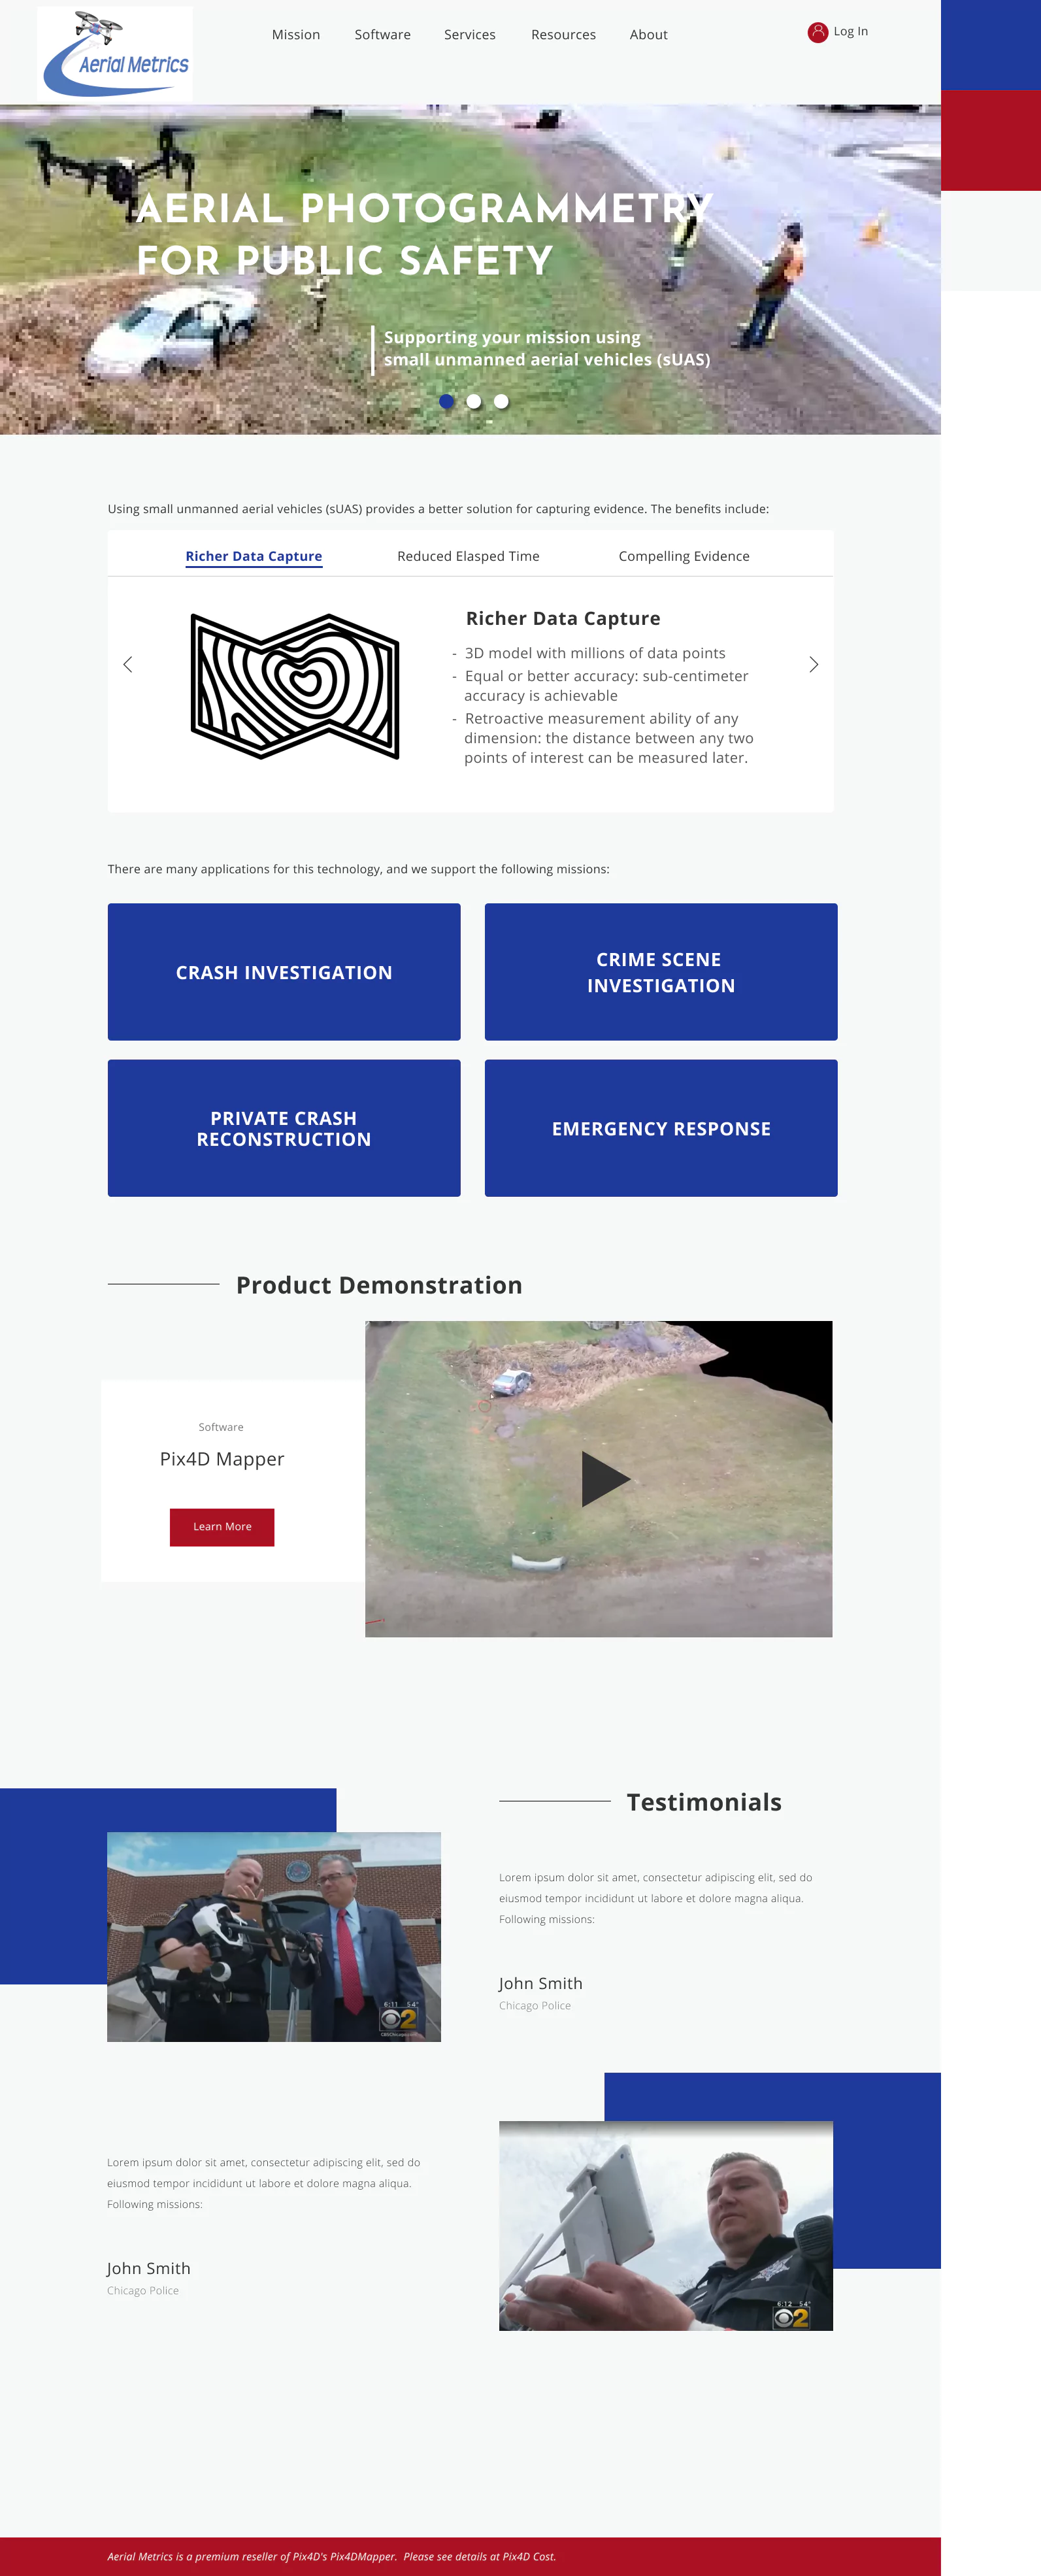 Aerial Metrics
Mission
Software
Services
Resources
About
Log In
AERIAL PHOTOGRAMMETRY
FOR PUBLIC SAFETY
Supporting your mission using
small unmanned aerial vehicles (sUAS)
Using small unmanned aerial vehicles (sUAS) provides a better solution for capturing evidence. The benefits include:
Richer Data Capture
Reduced Elasped Time
Compelling Evidence
Richer Data Capture
- 3D model with millions of data points
- Equal or better accuracy: sub-centimeter
accuracy is achievable
- Retroactive measurement ability of any
dimension: the distance between any two
points of interest can be measured later.
There are many applications for this technology, and we support the following missions:
CRASH INVESTIGATION
CRIME SCENE
INVESTIGATION
PRIVATE CRASH
RECONSTRUCTION
EMERGENCY RESPONSE
Product Demonstration
Software
Pix4D Mapper
Learn More
Testimonials
Lorem ipsum dolor sit amet, consectetur adipiscing elit, sed do
eiusmod tempor incididunt ut labore et dolore magna aliqua.
Following missions:
John Smith
Chicago Police
6:11 54°
2
Lorem ipsum dolor sit amet, consectetur adipiscing elit, sed do
eiusmod tempor incididunt ut labore et dolore magna aliqua.
Following missions:
John Smith
Chicago Police
6:12 54°
2
Aerial Metrics is a premium reseller of Pix4D's Pix4DMapper. Please see details at Pix4D Cost.